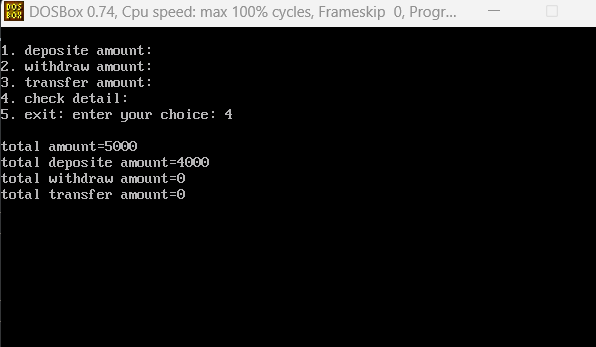 DOS BOX
DOSBox 0.74, Cpu speed: max 100% cycles, Frameskip 0, Progr...
1. deposite amount:
2. withdraw amount:
3. transfer amount:
4. check detail:
5. exit: enter your choice: 4
total amount=5000
total deposite amount=4000
total withdraw amount=0
total transfer amount=0